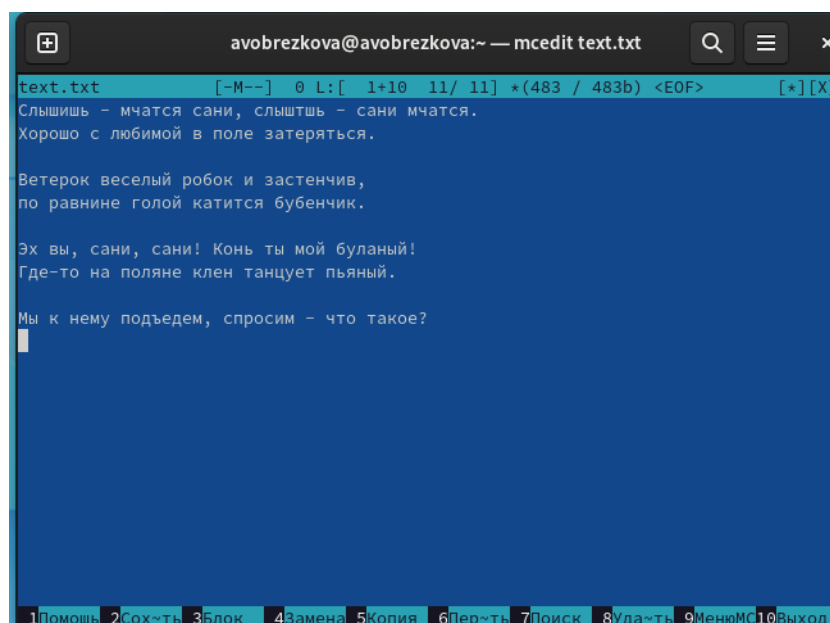 avobrezkova@avobrezkova:~ — mcedit text.txt
text.txt [-M--] 0 L:[ 1+10 11/ 11] *(483 / 483b) <EOF> [*][X]
Слышишь - мчатся сани, слыштшь - сани мчатся.
Хорошо с любимой в поле затеряться.
Ветерок веселый робок и застенчив,
по равнине голой катится бубенчик.
Эх вы, сани, сани! Конь ты мой буланый!
Где-то на поляне клен танцует пьяный.
Мы к нему подъедем, спросим - что такое?
1Помощь 2Сох~ть 3Блок 4Замена 5Копия 6Пер~ть 7Поиск 8Уда~ть 9МенюMC 10Выход